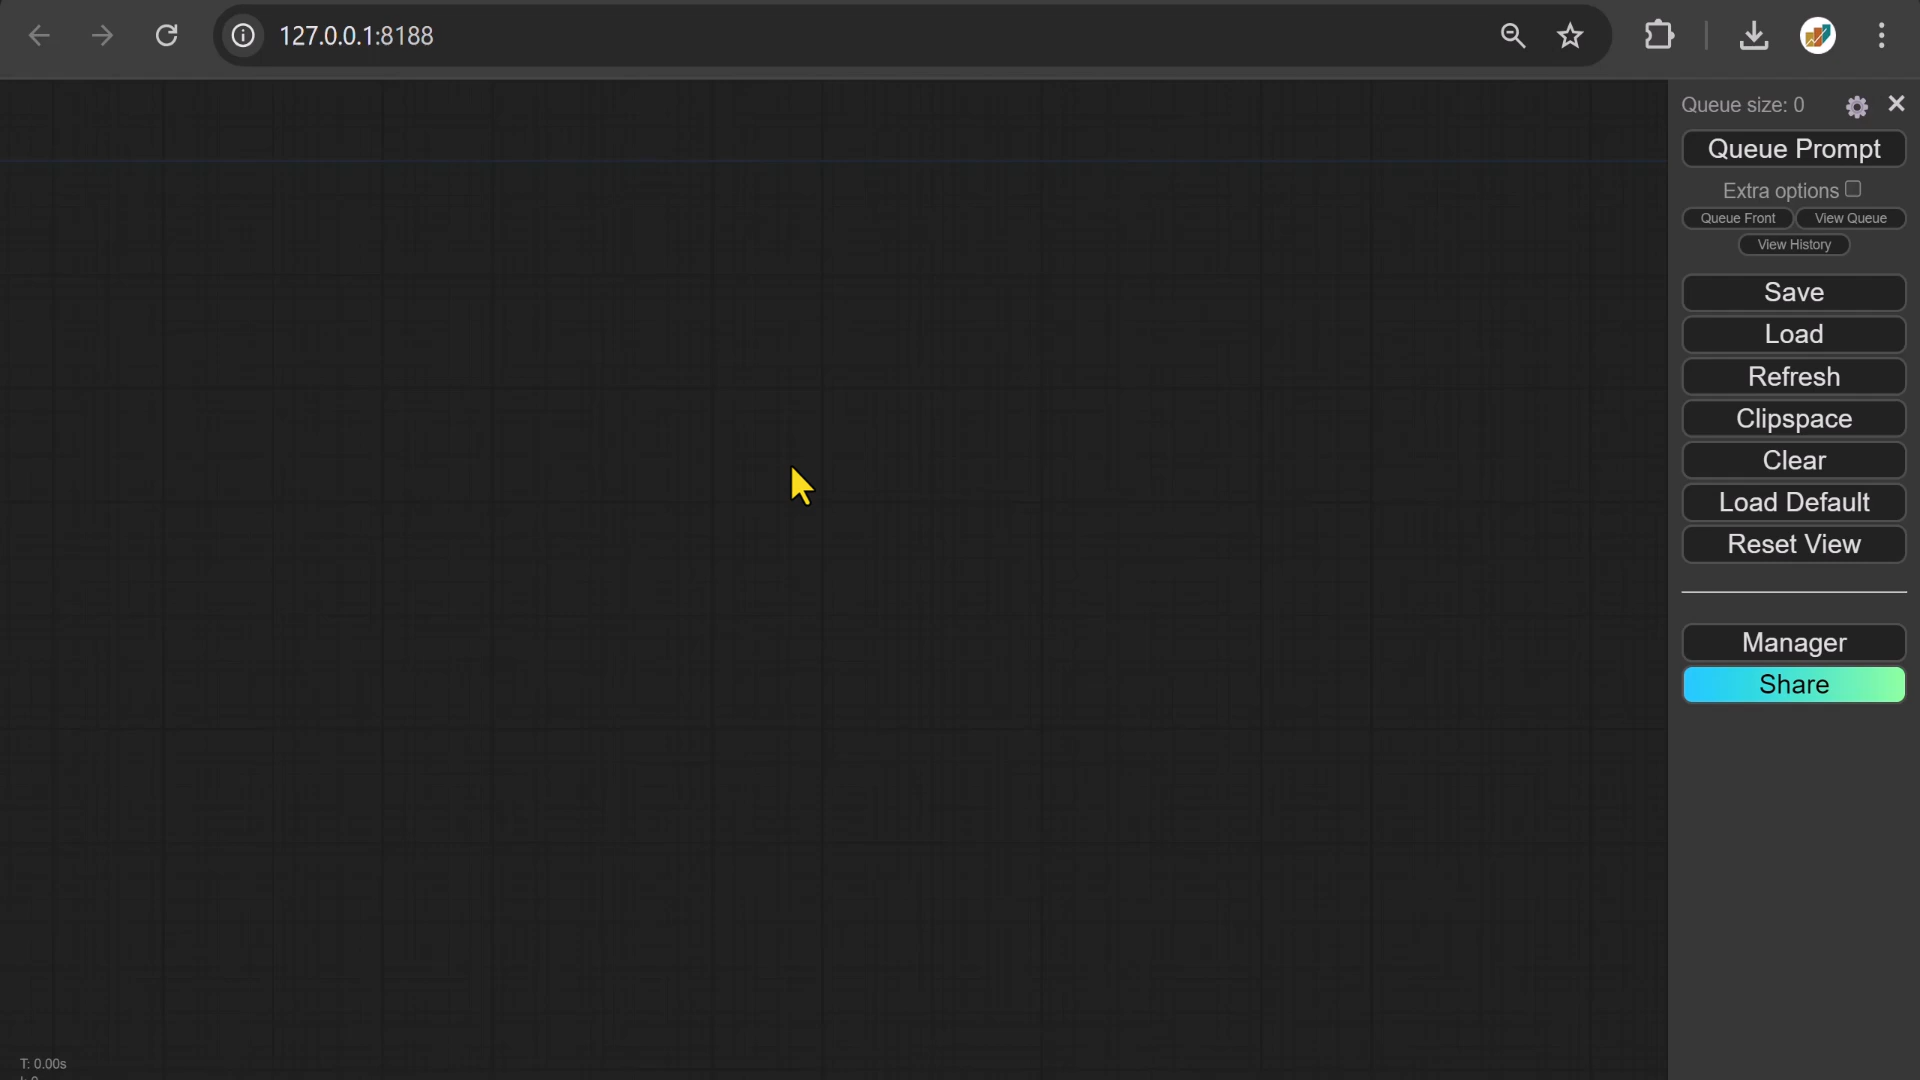 127.0.0.1:8188
Queue size: 0
Queue Prompt
Extra options
Queue Front View Queue
View History
Save
Load
Refresh
Clipspace
Clear
Load Default
Reset View
Manager
Share
T: 0.00s